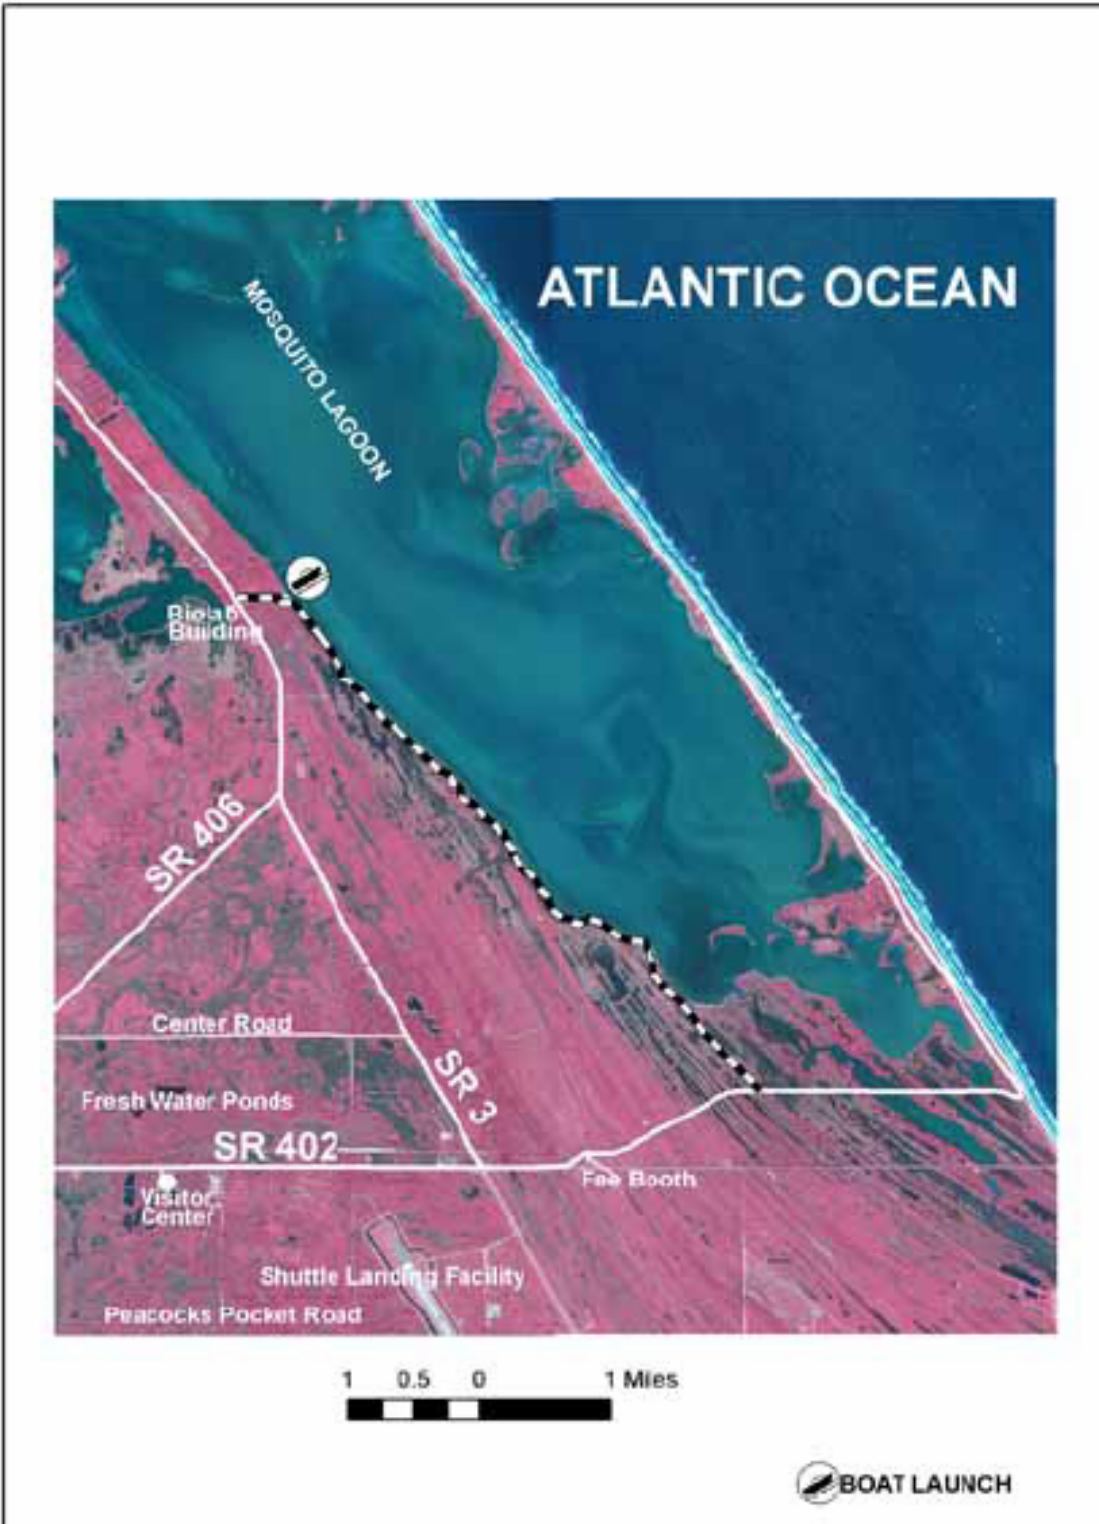 ATLANTIC OCEAN
MOSQUITO LAGOON
Biolab
Building
SR 406
Center Road
SR 3
Fresh Water Ponds
SR 402
Fee Booth
Visitor
Center
Shuttle Landing Facility
Peacocks Pocket Road
1 0.5 0 1 Miles
BOAT LAUNCH